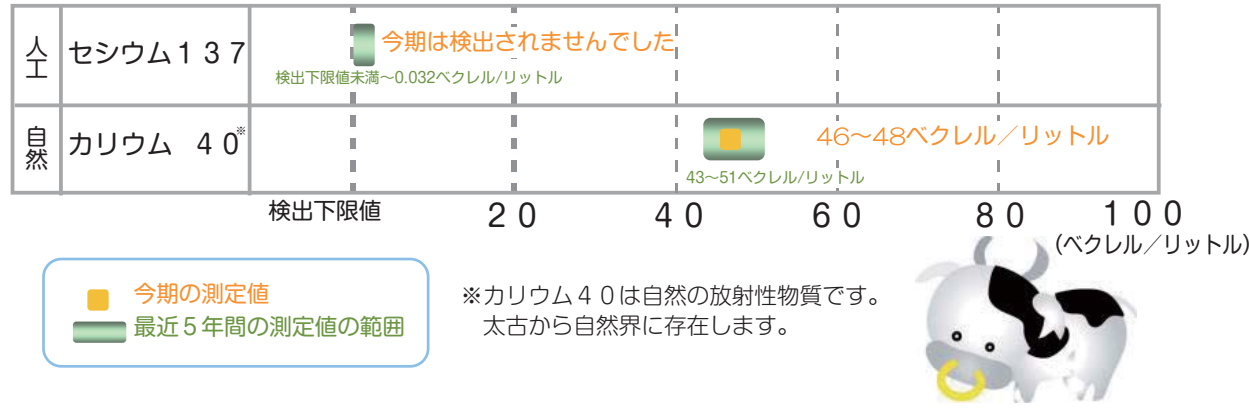 人工
セシウム137
今期は検出されませんでした
検出下限値未満～0.032ベクレル/リットル
自然
カリウム 40※
46～48ベクレル／リットル
43～51ベクレル/リットル
検出下限値 20 40 60 80 100
(ベクレル／リットル)
今期の測定値
最近5年間の測定値の範囲
※カリウム40は自然の放射性物質です。
太古から自然界に存在します。